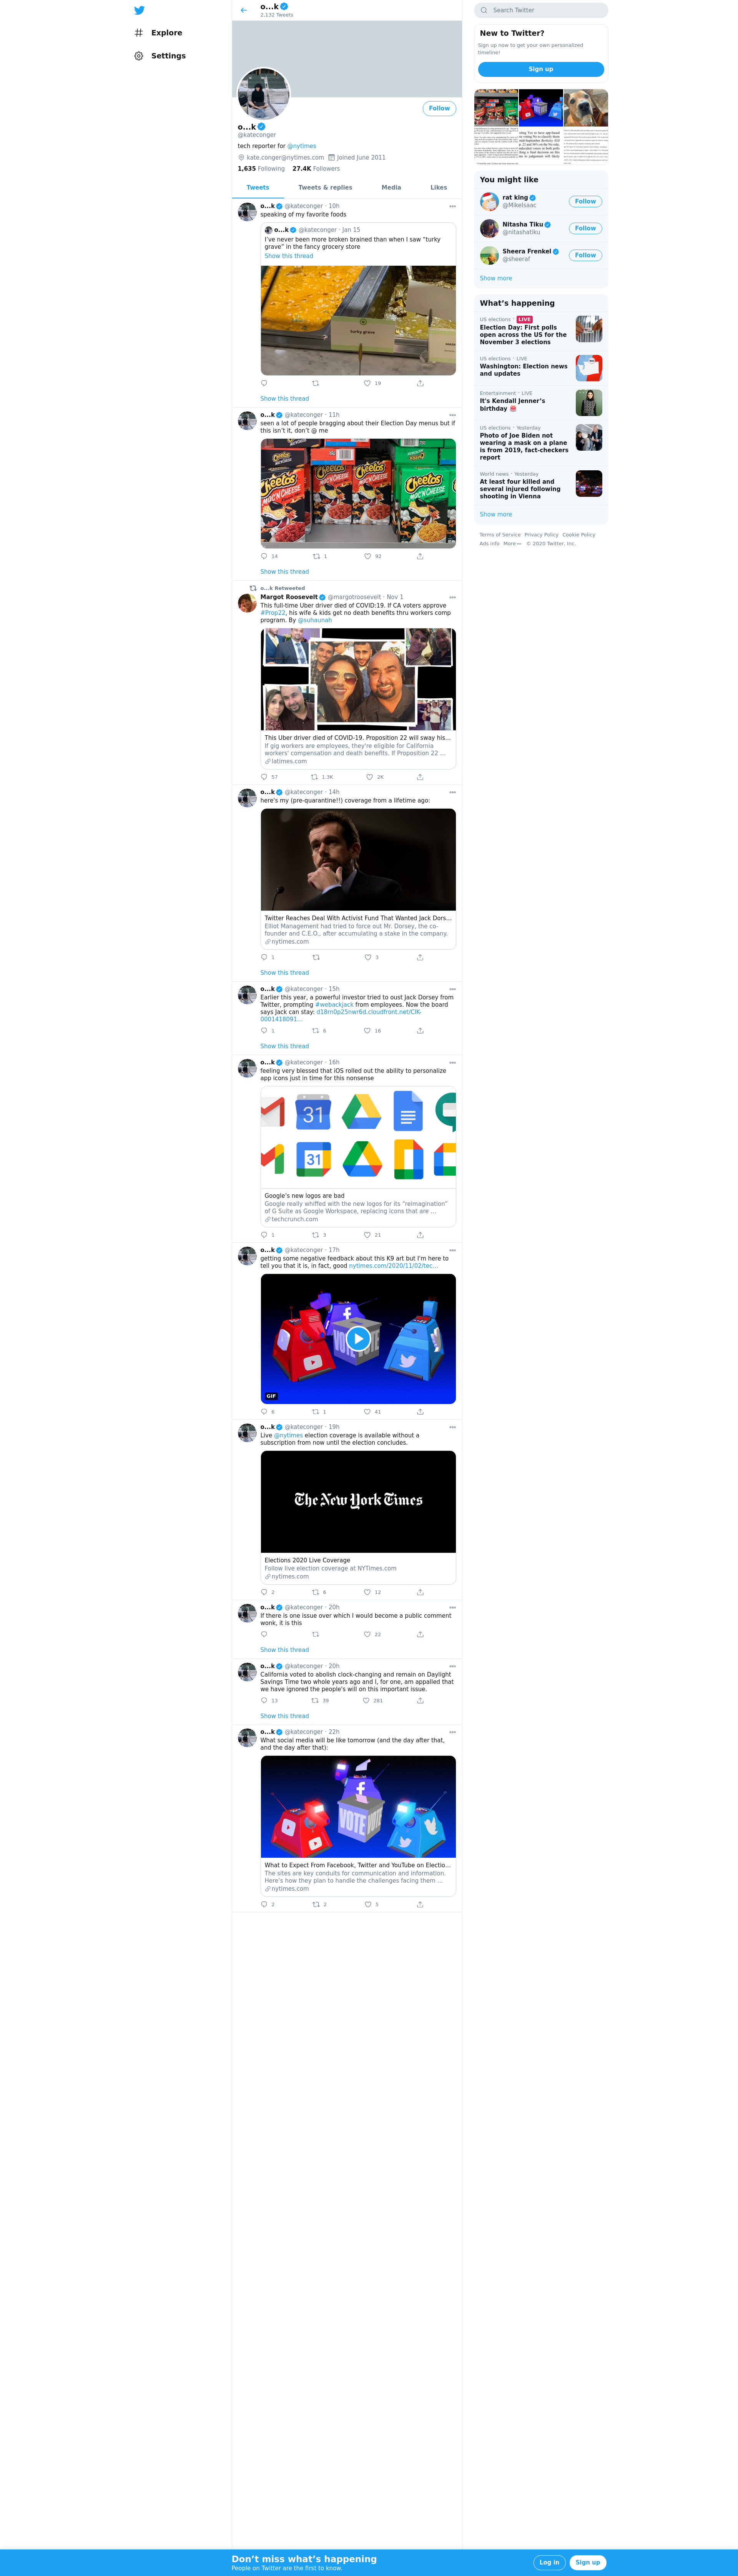 Explore
Settings
o...k
2,132 Tweets
Follow
o...k
@kateconger
tech reporter for @nytimes
kate.conger@nytimes.com Joined June 2011
1,635 Following 27.4K Followers
Tweets Tweets & replies Media Likes
o...k @kateconger · 10h
speaking of my favorite foods
o...k @kateconger · Jan 15
I've never been more broken brained than when I saw "turky
grave" in the fancy grocery store
Show this thread
turky grave
19
Show this thread
o...k @kateconger · 11h
seen a lot of people bragging about their Election Day menus but if
this isn't it, don't @ me
Cheetos
MAC'N CHEESE
14 1 92
Show this thread
o...k Retweeted
Margot Roosevelt @margotroosevelt · Nov 1
This full-time Uber driver died of COVID:19. If CA voters approve
#Prop22, his wife & kids get no death benefits thru workers comp
program. By @suhaunah
This Uber driver died of COVID-19. Proposition 22 will sway his...
If gig workers are employees, they're eligible for California
workers' compensation and death benefits. If Proposition 22 ...
latimes.com
57 1.3K 2K
o...k @kateconger · 14h
here's my (pre-quarantine!!) coverage from a lifetime ago:
Twitter Reaches Deal With Activist Fund That Wanted Jack Dors...
Elliot Management had tried to force out Mr. Dorsey, the co-
founder and C.E.O., after accumulating a stake in the company.
nytimes.com
1 3
Show this thread
o...k @kateconger · 15h
Earlier this year, a powerful investor tried to oust Jack Dorsey from
Twitter, prompting #webackjack from employees. Now the board
says Jack can stay: d18rn0p25nwr6d.cloudfront.net/CIK-
0001418091...
1 6 16
Show this thread
o...k @kateconger · 16h
feeling very blessed that iOS rolled out the ability to personalize
app icons just in time for this nonsense
31
31
Google's new logos are bad
Google really whiffed with the new logos for its "reimagination"
of G Suite as Google Workspace, replacing icons that are ...
techcrunch.com
1 3 21
o...k @kateconger · 17h
getting some negative feedback about this K9 art but I'm here to
tell you that it is, in fact, good nytimes.com/2020/11/02/tec...
VOTE VOTE
GIF
6 1 41
o...k @kateconger · 19h
Live @nytimes election coverage is available without a
subscription from now until the election concludes.
The New York Times
Elections 2020 Live Coverage
Follow live election coverage at NYTimes.com
nytimes.com
2 6 12
o...k @kateconger · 20h
If there is one issue over which I would become a public comment
wonk, it is this
22
Show this thread
o...k @kateconger · 20h
California voted to abolish clock-changing and remain on Daylight
Savings Time two whole years ago and I, for one, am appalled that
we have ignored the people's will on this important issue.
13 39 281
Show this thread
o...k @kateconger · 22h
What social media will be like tomorrow (and the day after that,
and the day after that):
VOTE VOTE
What to Expect From Facebook, Twitter and YouTube on Electio...
The sites are key conduits for communication and information.
Here's how they plan to handle the challenges facing them ...
nytimes.com
2 2 5
Search Twitter
New to Twitter?
Sign up now to get your own personalized
timeline!
Sign up
You might like
rat king
@MikeIsaac
Follow
Nitasha Tiku
@nitashatiku
Follow
Sheera Frenkel
@sheeraf
Follow
Show more
What's happening
US elections · LIVE
Election Day: First polls
open across the US for the
November 3 elections
US elections · LIVE
Washington: Election news
and updates
Entertainment · LIVE
It's Kendall Jenner's
birthday
US elections · Yesterday
Photo of Joe Biden not
wearing a mask on a plane
is from 2019, fact-checkers
report
World news · Yesterday
At least four killed and
several injured following
shooting in Vienna
Show more
Terms of Service Privacy Policy Cookie Policy
Ads info More © 2020 Twitter, Inc.
Don't miss what's happening
People on Twitter are the first to know.
Log in Sign up